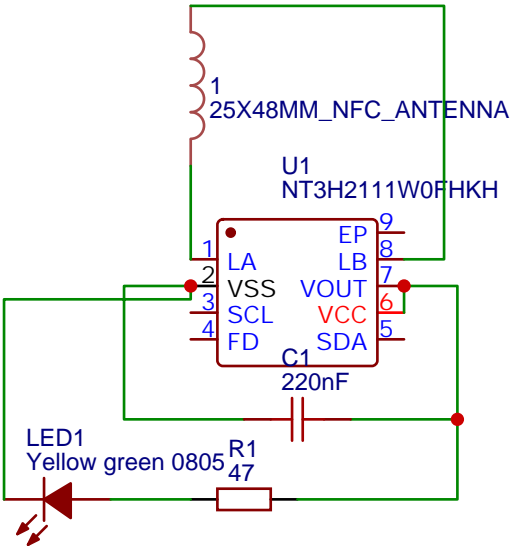 1
25X48MM_NFC_ANTENNA
U1
NT3H2111W0FHKH
EP 9
1 LA LB 8
2 VSS VOUT 7
3 SCL VCC 6
4 FD SDA 5
C1
220nF
LED1
Yellow green 0805
R1
47